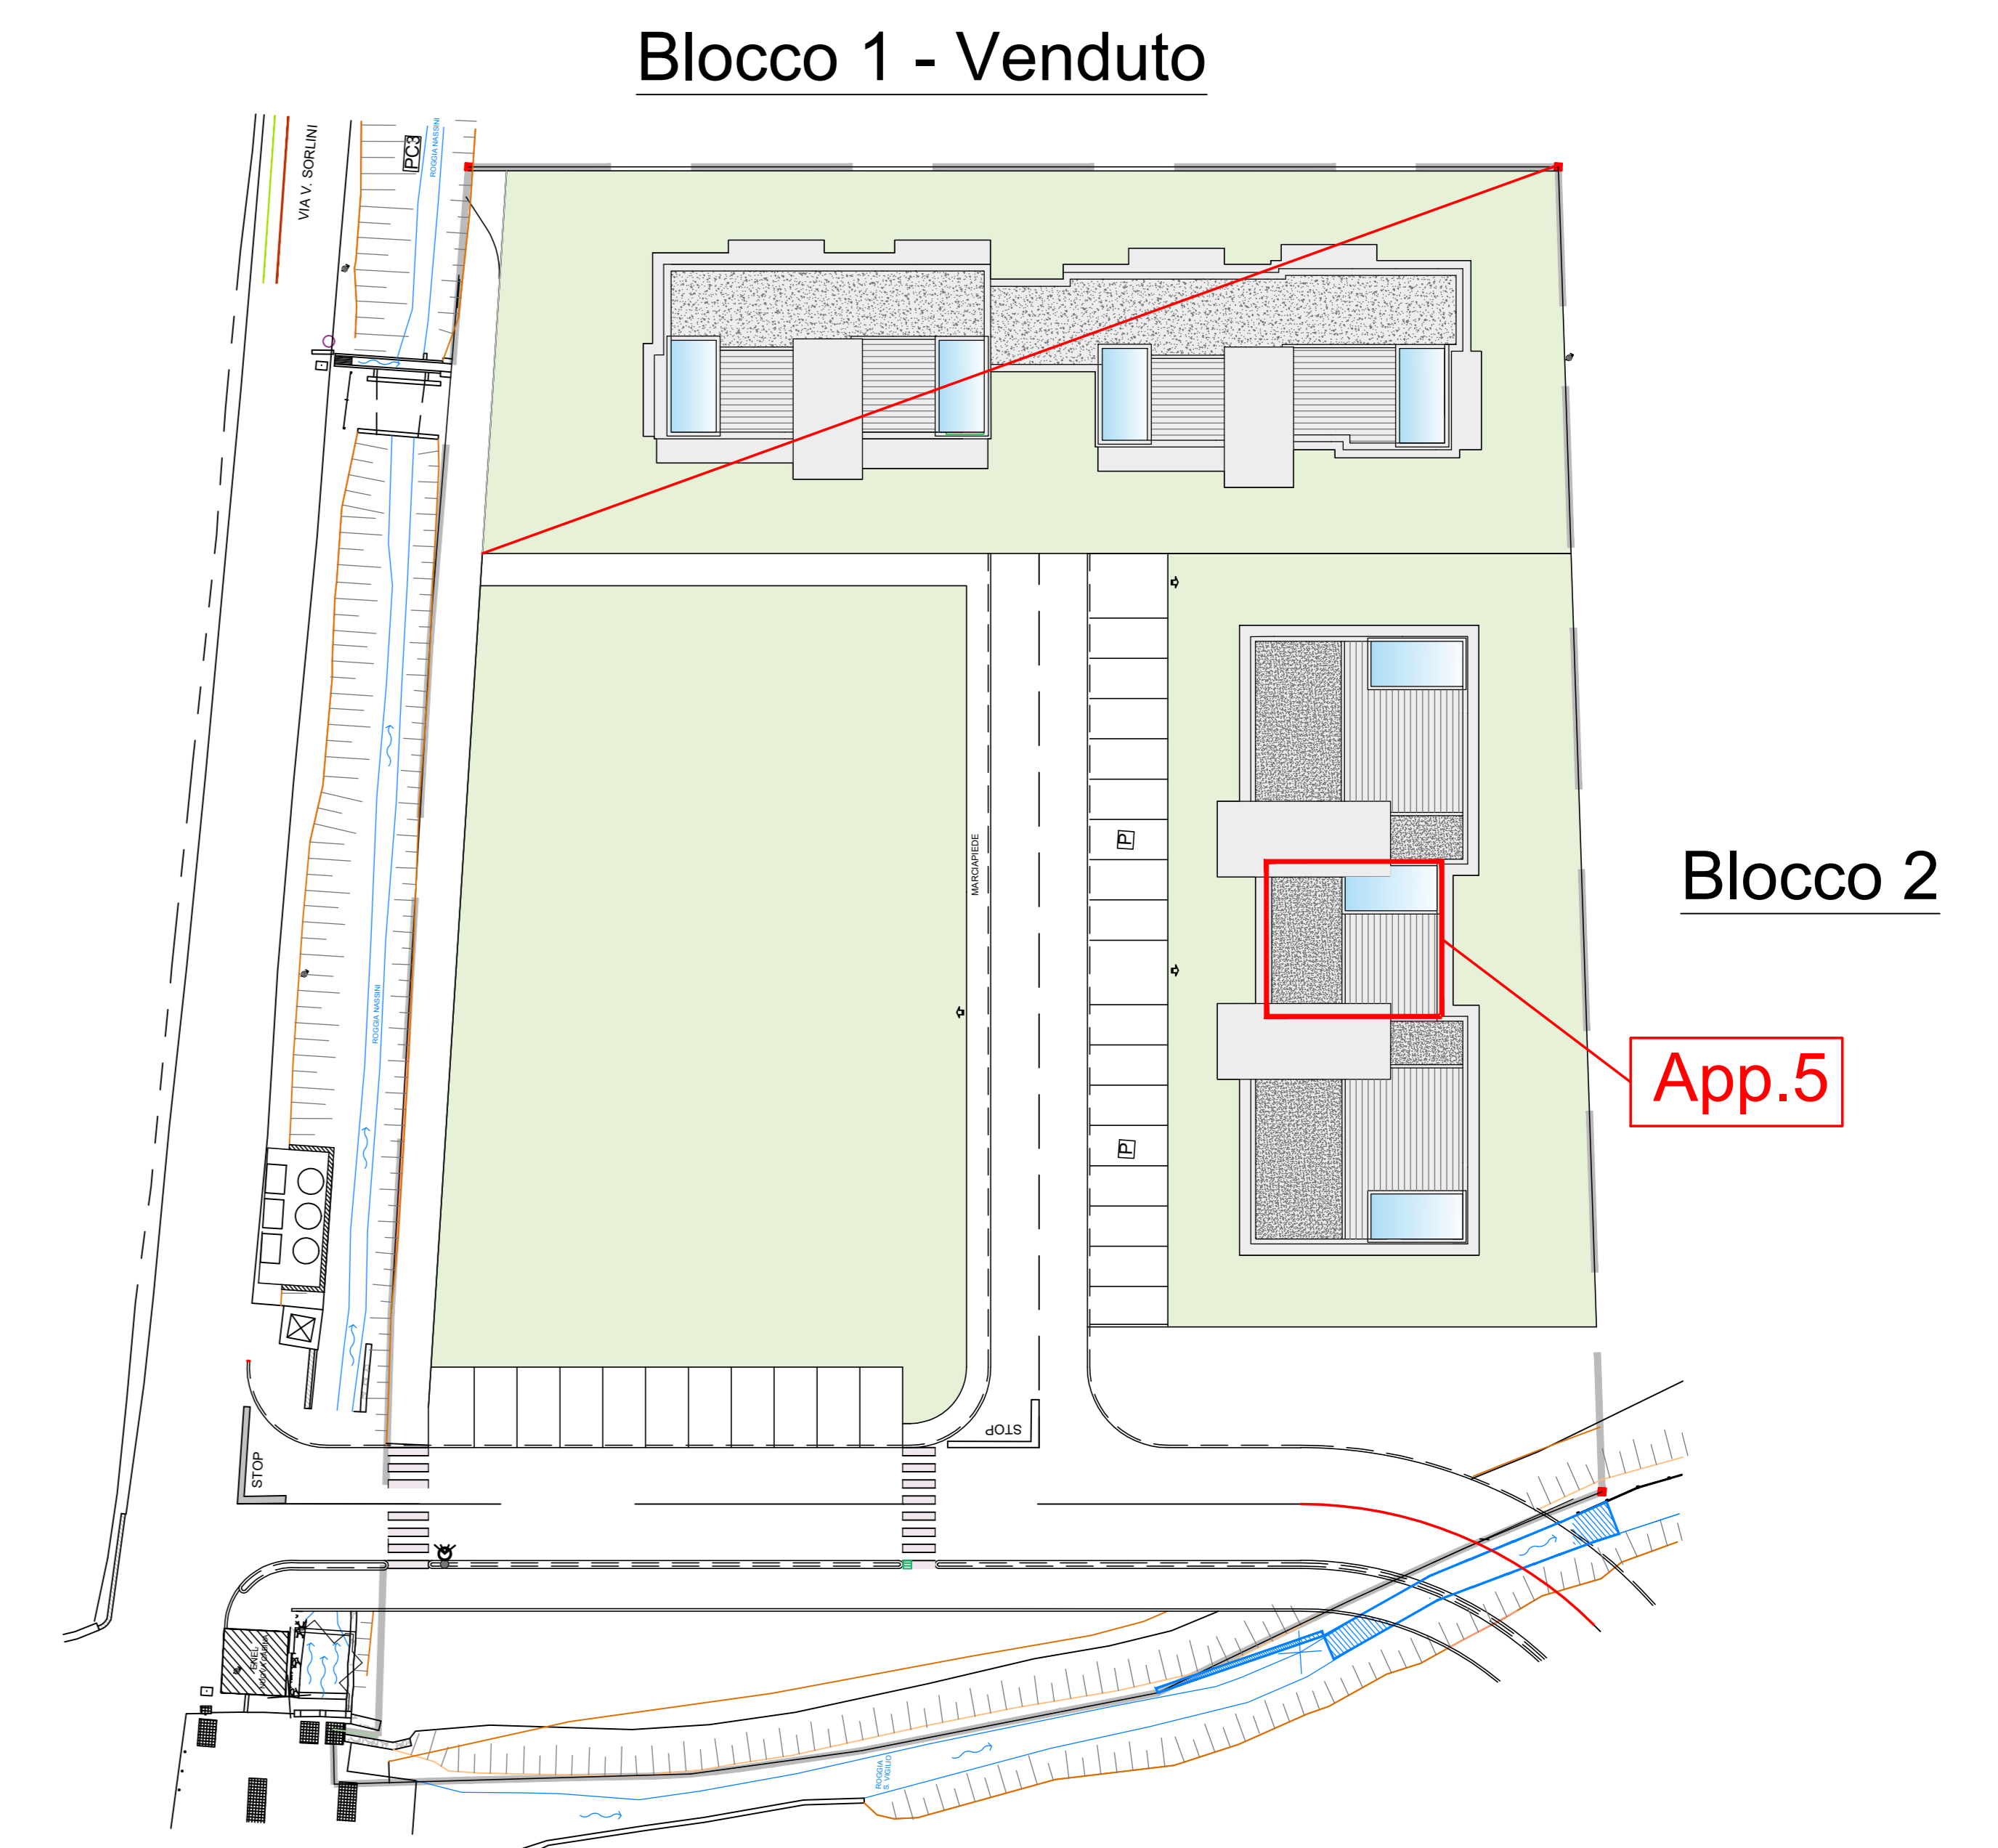 Blocco 1 - Venduto
VIA V. SORLINI
PC3
ROGGIA NASSINI
MARCIAPIEDE
P
Blocco 2
App.5
ROGGIA NASSINI
P
STOP
STOP
ENEL
ROGGIA
S. VIGILIO